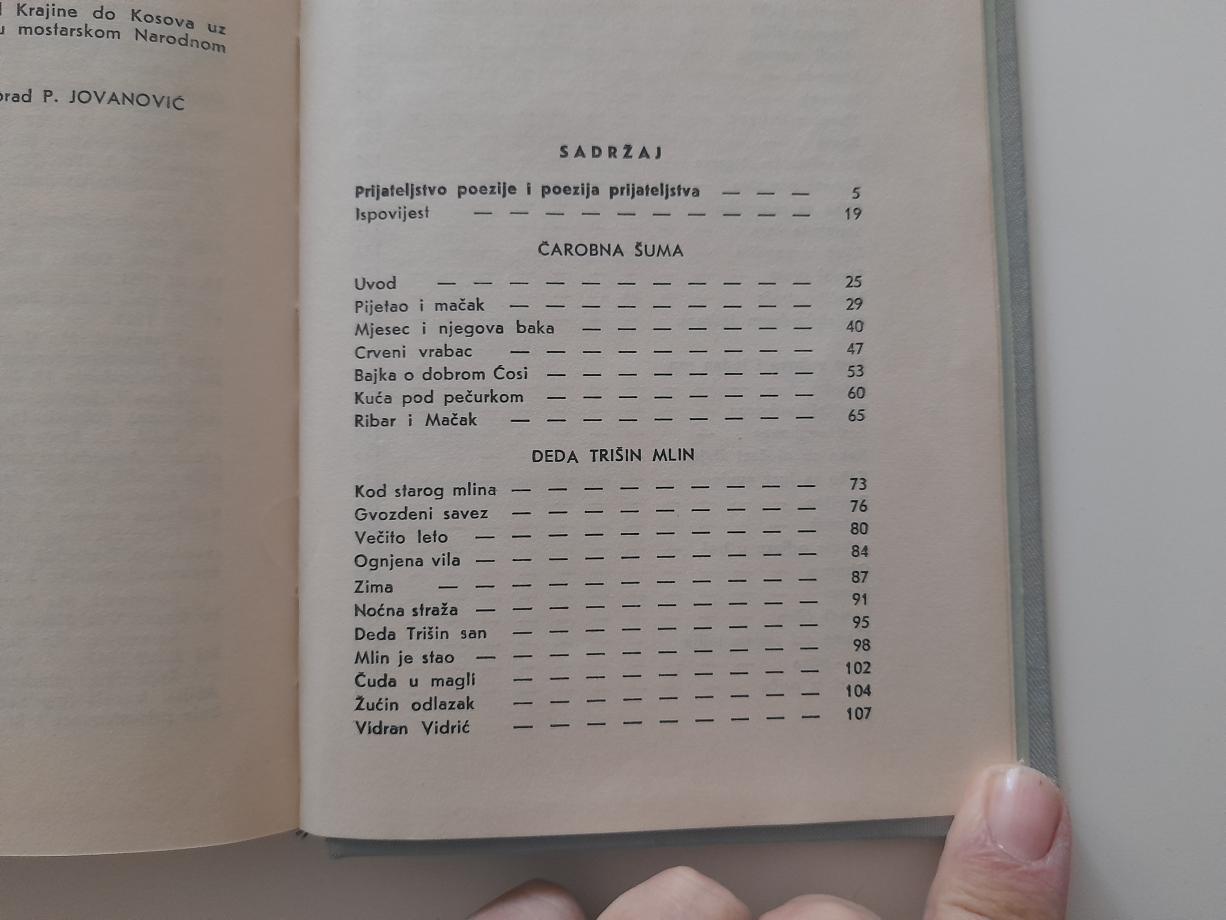 Krajine do Kosova uz
u mostarskom Narodnom
P. JOVANOVIĆ
SADRŽAJ
Prijateljstvo poezije i poezija prijateljstva — — — 5
Ispovijest — — — — — — — — — — 19
ČAROBNA ŠUMA
Uvod — — — — — — — — — — — 25
Pijetao i mačak — — — — — — — — — 29
Mjesec i njegova baka — — — — — — — 40
Crveni vrabac — — — — — — — — — 47
Bajka o dobrom Ćosi — — — — — — — — 53
Kuća pod pečurkom — — — — — — — — 60
Ribar i Mačak — — — — — — — — — 65
DEDA TRIŠIN MLIN
Kod starog mlina — — — — — — — — — 73
Gvozdeni savez — — — — — — — — — 76
Večito leto — — — — — — — — — — 80
Ognjena vila — — — — — — — — — — 84
Zima — — — — — — — — — — — 87
Noćna straža — — — — — — — — — — 91
Deda Trišin san — — — — — — — — — 95
Mlin je stao — — — — — — — — — — 98
Čuda u magli — — — — — — — — — 102
Žućin odlazak — — — — — — — — — 104
Vidran Vidrić — — — — — — — — — 107